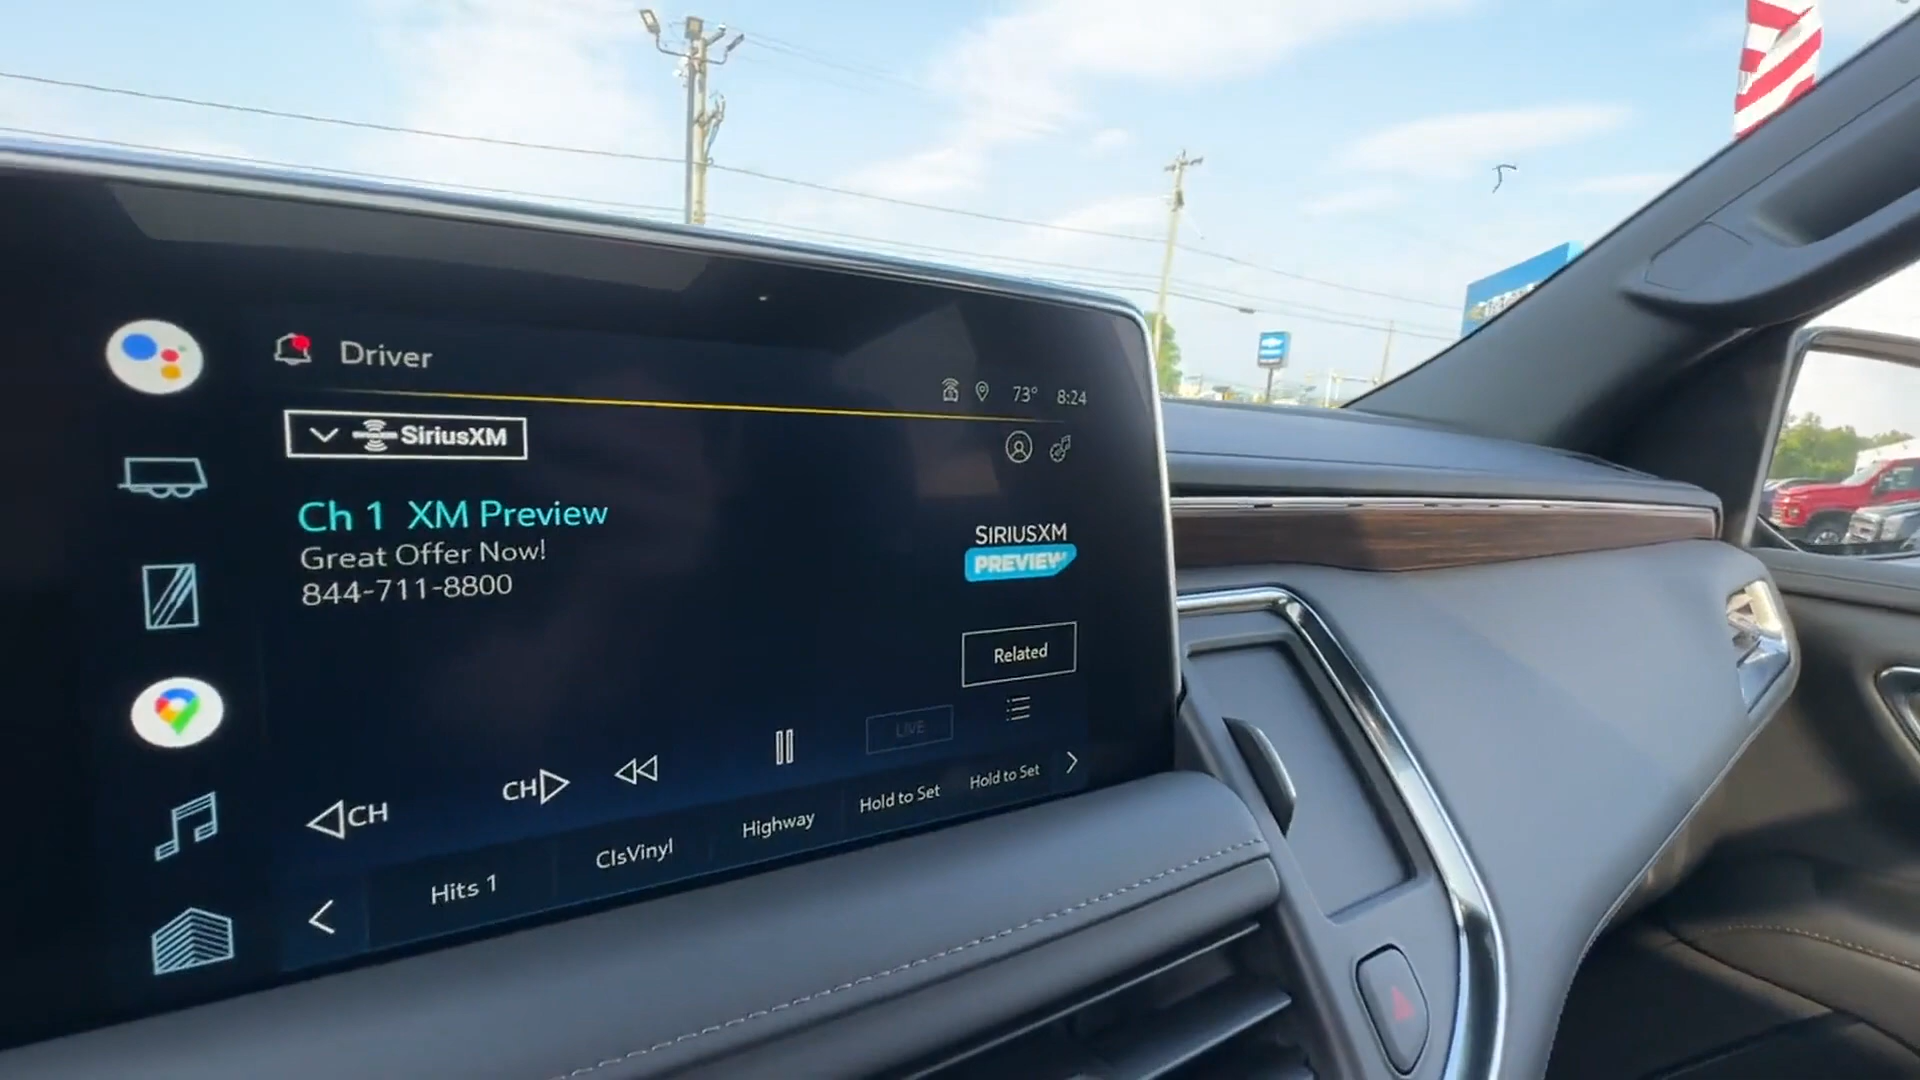 Driver
73° 8:24
SiriusXM
Ch 1 XM Preview
Great Offer Now!
844-711-8800
SIRIUSXM
PREVIEW
Related
LIVE
CH
CH
Hits 1
ClsVinyl
Highway
Hold to Set
Hold to Set